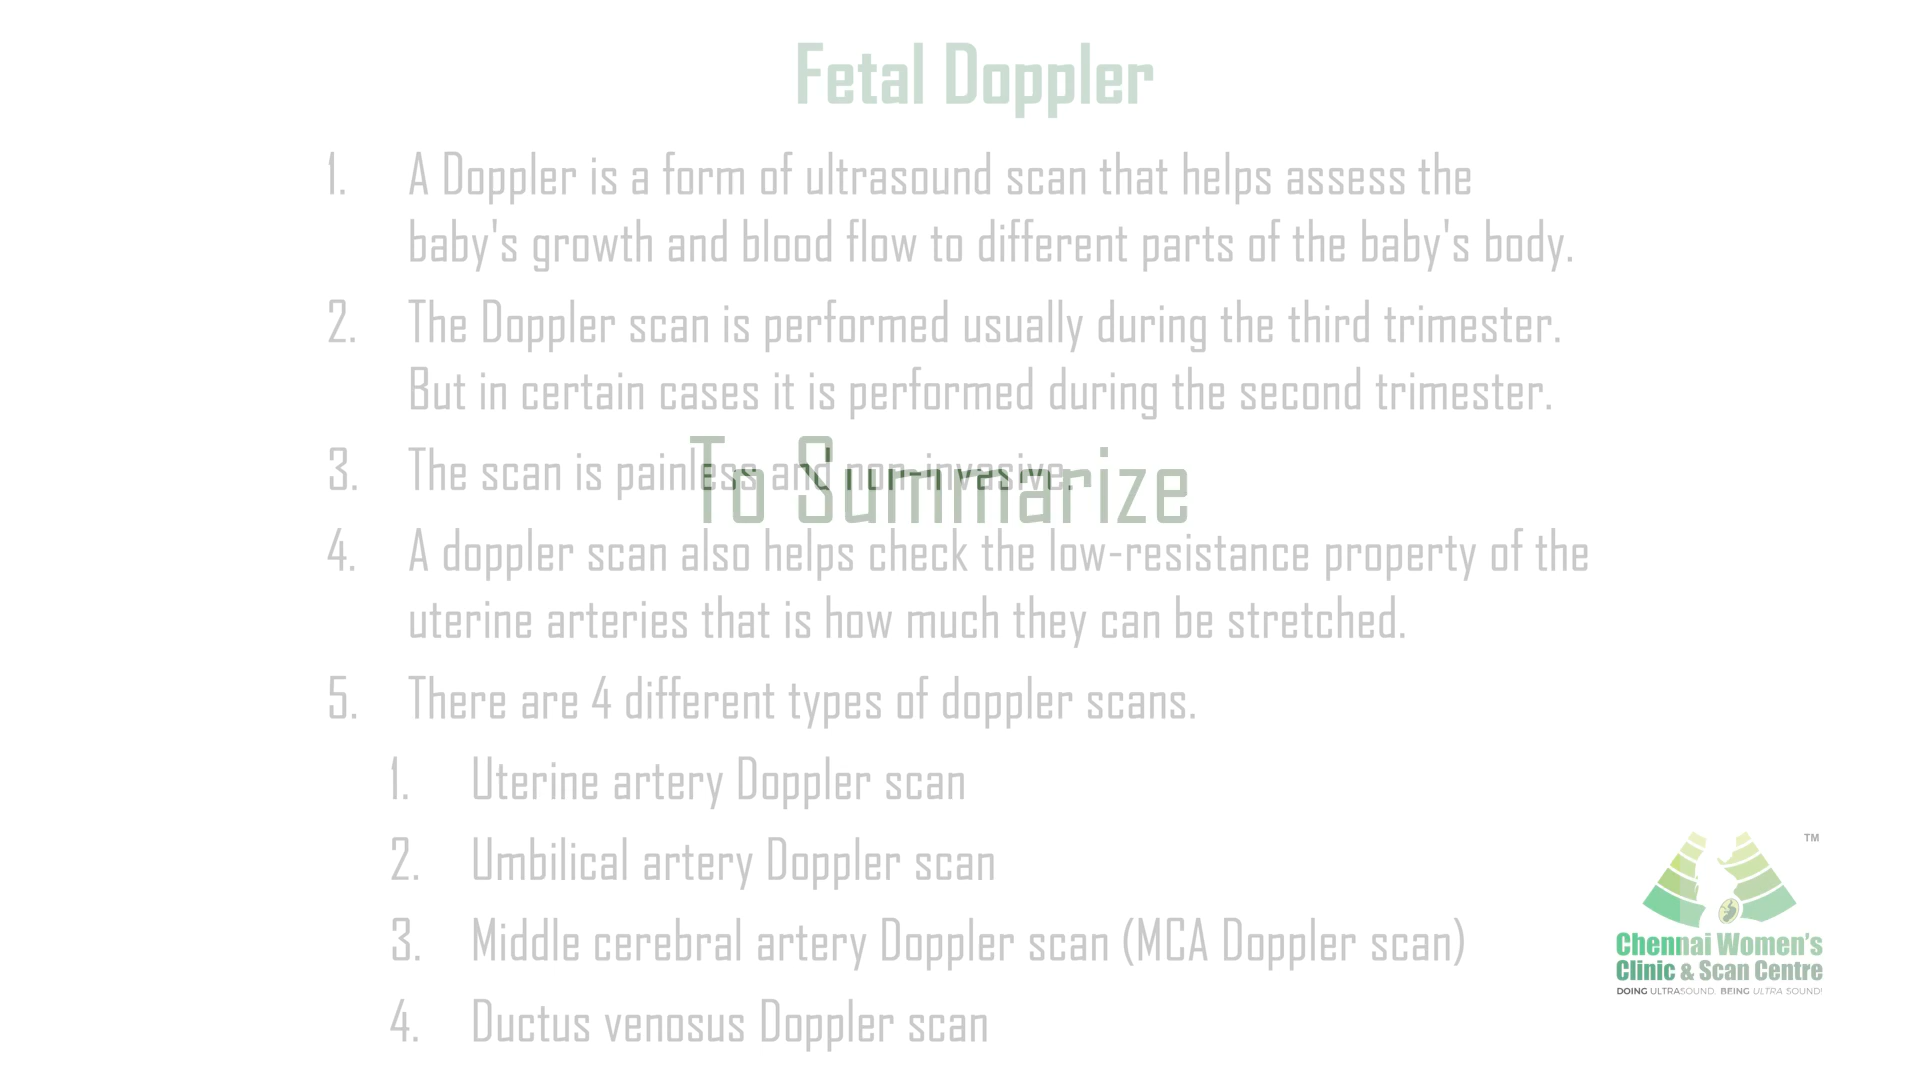 Fetal Doppler
1. A Doppler is a form of ultrasound scan that helps assess the
baby's growth and blood flow to different parts of the baby's body.
2. The Doppler scan is performed usually during the third trimester.
But in certain cases it is performed during the second trimester.
3. The scan is painless and non-invasive.
To Summarize
4. A doppler scan also helps check the low-resistance property of the
uterine arteries that is how much they can be stretched.
5. There are 4 different types of doppler scans.
1. Uterine artery Doppler scan
2. Umbilical artery Doppler scan
3. Middle cerebral artery Doppler scan (MCA Doppler scan)
4. Ductus venosus Doppler scan
TM
Chennai Women's
Clinic & Scan Centre
DOING ULTRASOUND. BEING ULTRA SOUND!